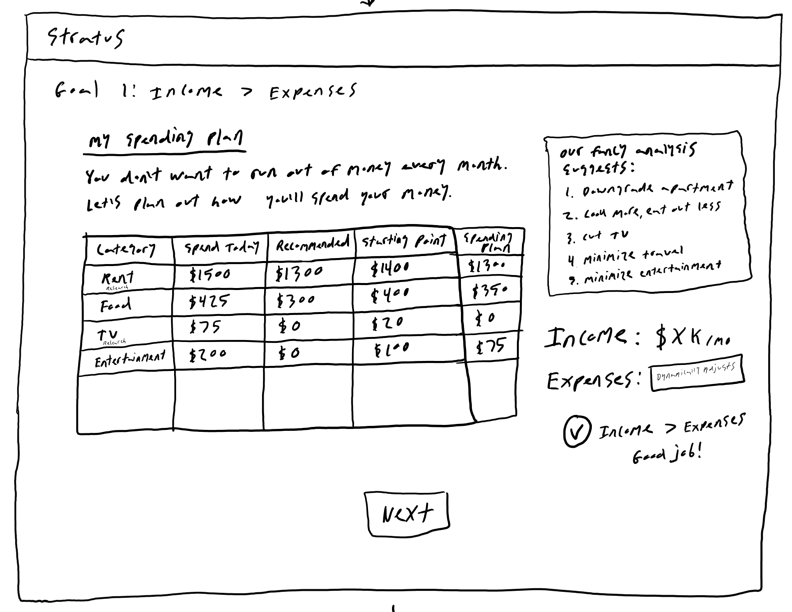 Stratus
Goal 1: Income > Expenses
My Spending Plan
You don't want to run out of money every month.
Let's plan out how you'll spend your money.
Category Spend Today Recommended Starting Point Spending Plan
Rent $1500 $1300 $1400 $1300
Research
Food $425 $300 $400 $350
TV $75 $0 $20 $0
Research
Entertainment $200 $0 $100 $75
Our fancy analysis
suggests:
1. Downgrade apartment
2. Cook more, eat out less
3. Cut TV
4 minimize travel
5. minimize entertainment
Income: $XK/mo
Expenses: Dynamically Adjusts
Income > Expenses
Good job!
Next